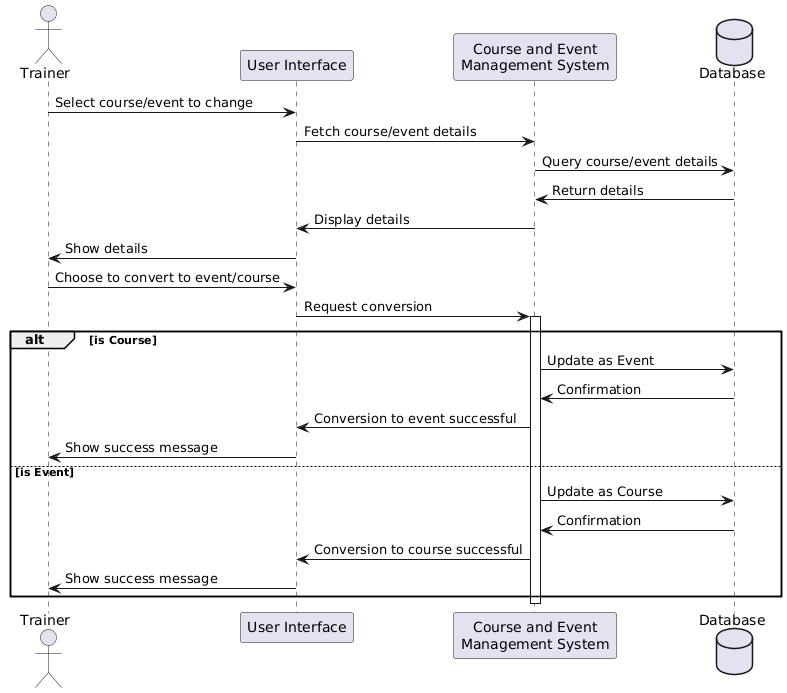 Trainer
User Interface
Course and Event
Management System
Database
Select course/event to change
Fetch course/event details
Query course/event details
Return details
Display details
Show details
Choose to convert to event/course
Request conversion
alt [is Course]
Update as Event
Confirmation
Conversion to event successful
Show success message
[is Event]
Update as Course
Confirmation
Conversion to course successful
Show success message
Trainer
User Interface
Course and Event
Management System
Database